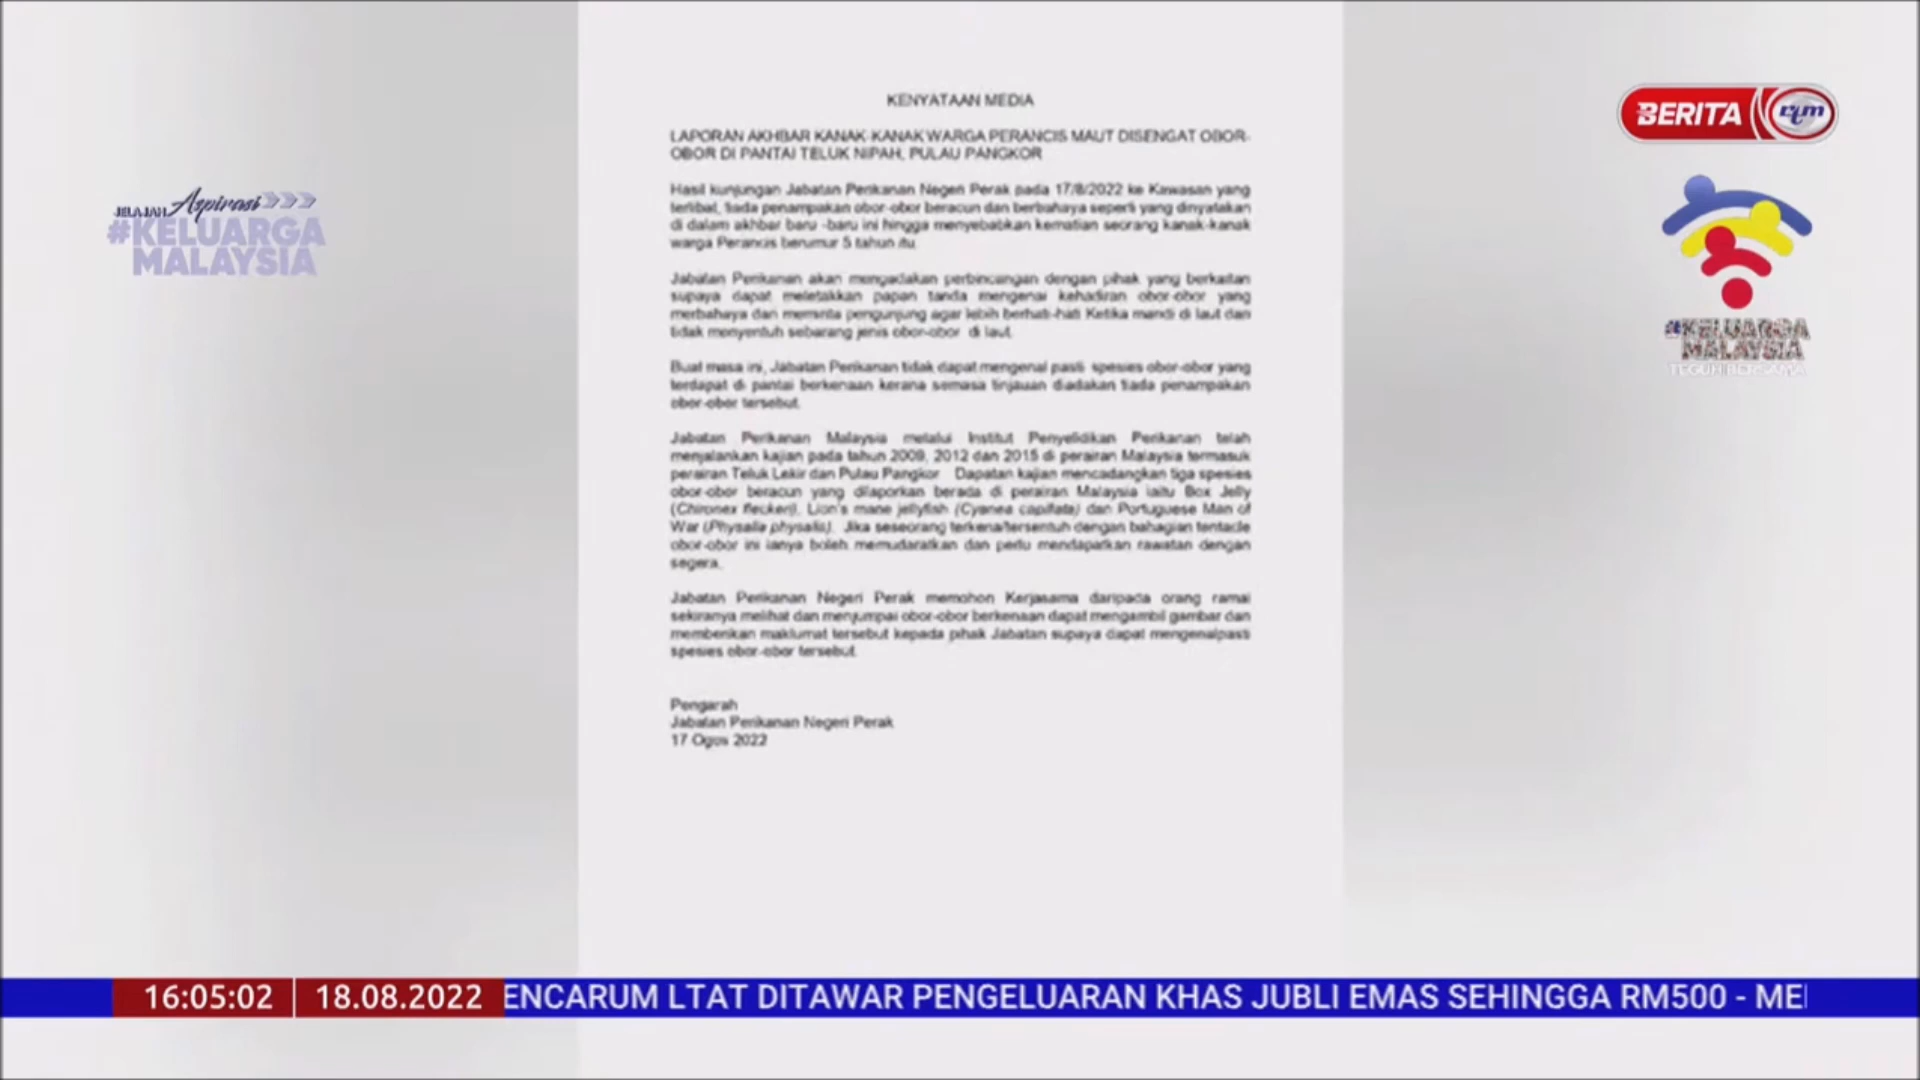 KENYATAAN MEDIA
LAPORAN AKHBAR KANAK-KANAK WARGA PERANCIS MAUT DISENGAT OBOR-
OBOR DI PANTAI TELUK NIPAH, PULAU PANGKOR
Hasil kunjungan Jabatan Perikanan Negeri Perak pada 17/8/2022 ke Kawasan yang
terlibat, tiada penampakan obor-obor beracun dan berbahaya seperti yang dinyatakan
di dalam akhbar baru -baru ini hingga menyebabkan kematian seorang kanak-kanak
warga Perancis berumur 5 tahun itu.
Jabatan Perikanan akan mengadakan perbincangan dengan pihak yang berkaitan
supaya dapat meletakkan papan tanda mengenai kehadiran obor-obor yang
merbahaya dan meminta pengunjung agar lebih berhati-hati Ketika mandi di laut dan
tidak menyentuh sebarang jenis obor-obor di laut.
Buat masa ini, Jabatan Perikanan tidak dapat mengenal pasti spesies obor-obor yang
terdapat di pantai berkenaan kerana semasa tinjauan diadakan tiada penampakan
obor-obor tersebut.
Jabatan Perikanan Malaysia melalui Institut Penyelidikan Perikanan telah
menjalankan kajian pada tahun 2009, 2012 dan 2015 di perairan Malaysia termasuk
perairan Teluk Lekir dan Pulau Pangkor. Dapatan kajian mencadangkan tiga spesies
obor-obor beracun yang dilaporkan berada di perairan Malaysia iaitu Box Jelly
(Chironex fleckeri), Lion's mane jellyfish (Cyanea capillata) dan Portuguese Man of
War (Physalia physalis). Jika seseorang terkena/tersentuh dengan bahagian tentacle
obor-obor ini ianya boleh memudaratkan dan perlu mendapatkan rawatan dengan
segera.
Jabatan Perikanan Negeri Perak memohon Kerjasama daripada orang ramai
sekiranya melihat dan menjumpai obor-obor berkenaan dapat mengambil gambar dan
memberikan maklumat tersebut kepada pihak Jabatan supaya dapat mengenalpasti
spesies obor-obor tersebut.
Pengarah
Jabatan Perikanan Negeri Perak
17 Ogos 2022
JELAJAH Aspirasi
#KELUARGA
MALAYSIA
BERITA rtm
#KELUARGA
MALAYSIA
TEGUH BERSAMA
16:05:02 18.08.2022 ENCARUM LTAT DITAWAR PENGELUARAN KHAS JUBLI EMAS SEHINGGA RM500 - ME